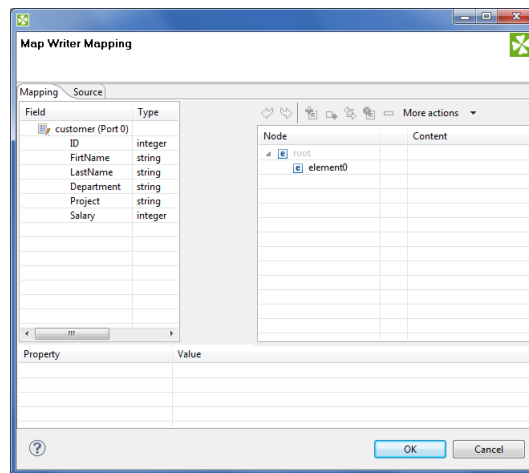 Map Writer Mapping
Mapping Source
Field Type
customer (Port 0)
ID integer
FirtName string
LastName string
Department string
Project string
Salary integer
More actions
Node Content
e root
e element0
Property Value
? OK Cancel